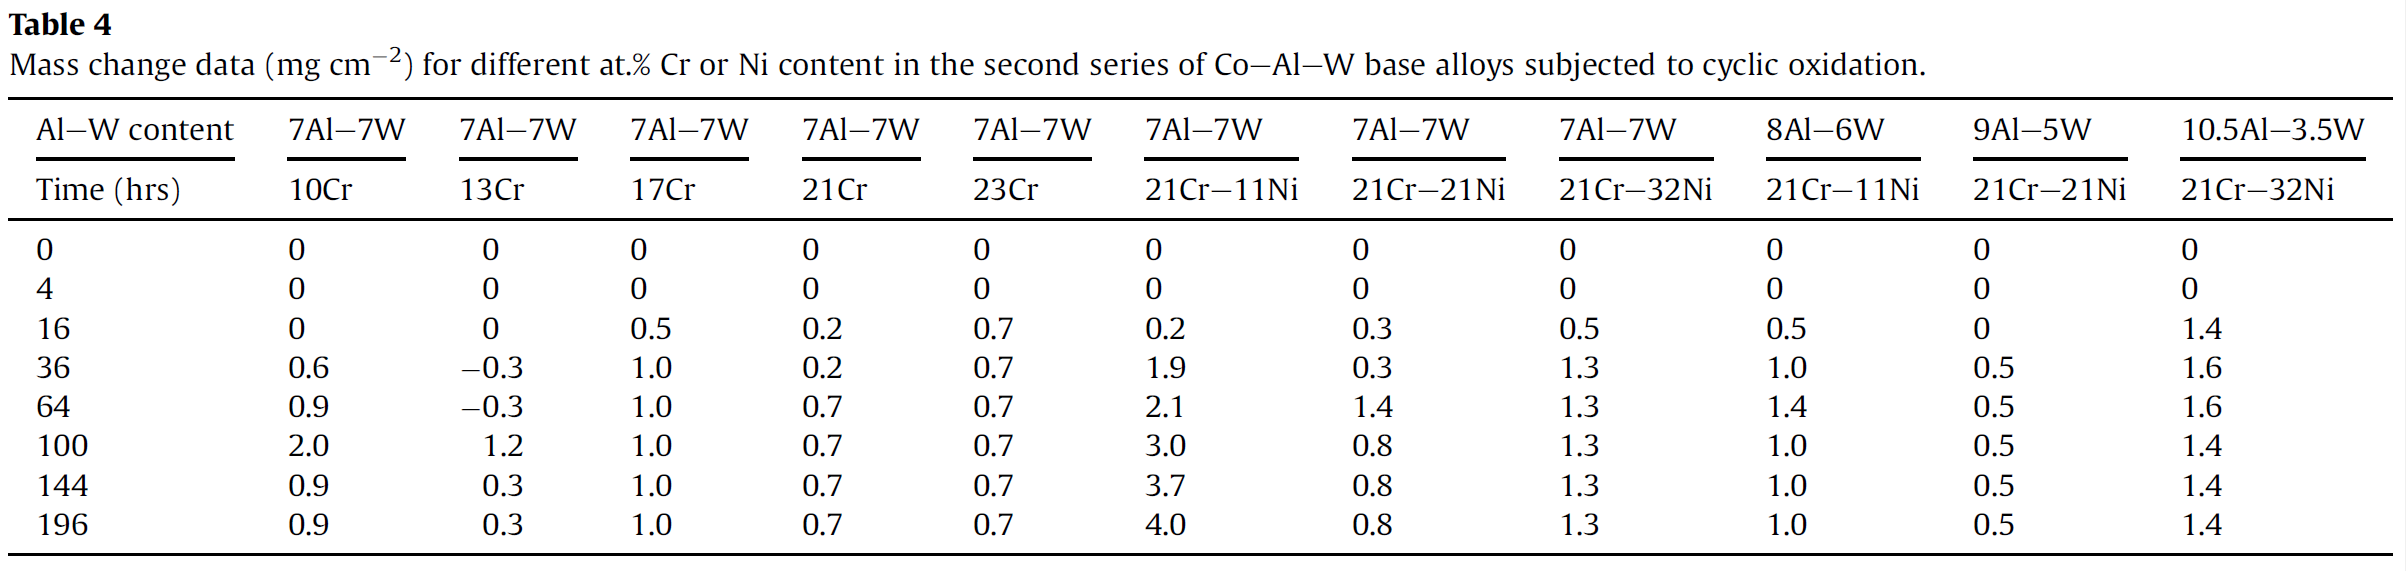 Table 4
Mass change data (mg cm−2) for different at.% Cr or Ni content in the second series of Co–Al–W base alloys subjected to cyclic oxidation.
Al–W content 7Al–7W 7Al–7W 7Al–7W 7Al–7W 7Al–7W 7Al–7W 7Al–7W 7Al–7W 8Al–6W 9Al–5W 10.5Al–3.5W
Time (hrs) 10Cr 13Cr 17Cr 21Cr 23Cr 21Cr–11Ni 21Cr–21Ni 21Cr–32Ni 21Cr–11Ni 21Cr–21Ni 21Cr–32Ni
0 0 0 0 0 0 0 0 0 0 0 0
4 0 0 0 0 0 0 0 0 0 0 0
16 0 0 0.5 0.2 0.7 0.2 0.3 0.5 0.5 0 1.4
36 0.6 −0.3 1.0 0.2 0.7 1.9 0.3 1.3 1.0 0.5 1.6
64 0.9 −0.3 1.0 0.7 0.7 2.1 1.4 1.3 1.4 0.5 1.6
100 2.0 1.2 1.0 0.7 0.7 3.0 0.8 1.3 1.0 0.5 1.4
144 0.9 0.3 1.0 0.7 0.7 3.7 0.8 1.3 1.0 0.5 1.4
196 0.9 0.3 1.0 0.7 0.7 4.0 0.8 1.3 1.0 0.5 1.4